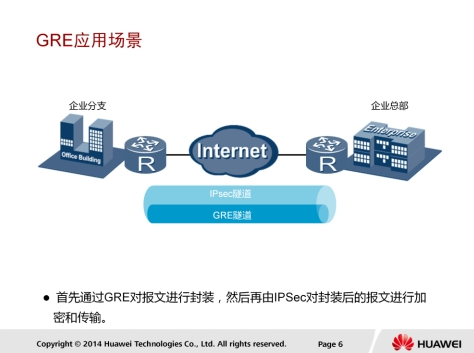 GRE应用场景
企业分支
企业总部
Office Building
R
Internet
R
Enterprise
IPsec隧道
GRE隧道
● 首先通过GRE对报文进行封装，然后再由IPSec对封装后的报文进行加
密和传输。
Copyright © 2014 Huawei Technologies Co., Ltd. All rights reserved.
Page 6
HUAWEI